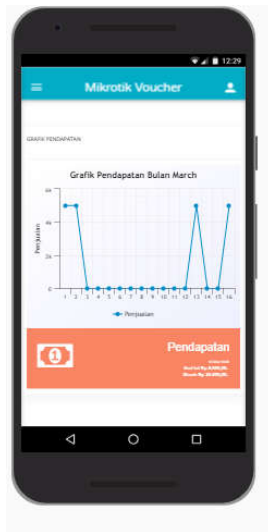 12:29
Mikrotik Voucher
GRAFIK PENDAPATAN
Grafik Pendapatan Bulan March
6k
4k
2k
0
Penjualan
1 2 3 4 5 6 7 8 9 10 11 12 13 14 15 16
Penjualan
1
Pendapatan